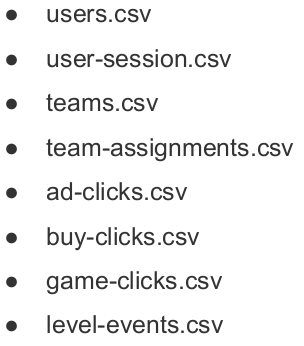 ● users.csv
● user-session.csv
● teams.csv
● team-assignments.csv
● ad-clicks.csv
● buy-clicks.csv
● game-clicks.csv
● level-events.csv